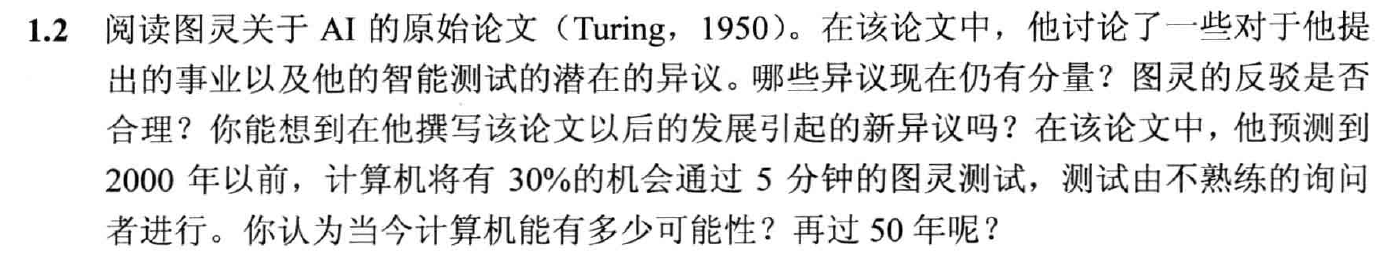 1.2 阅读图灵关于 AI 的原始论文（Turing，1950）。在该论文中，他讨论了一些对于他提
出的事业以及他的智能测试的潜在的异议。哪些异议现在仍有分量？图灵的反驳是否
合理？你能想到在他撰写该论文以后的发展引起的新异议吗？在该论文中，他预测到
2000 年以前，计算机将有 30%的机会通过 5 分钟的图灵测试，测试由不熟练的询问
者进行。你认为当今计算机能有多少可能性？再过 50 年呢？